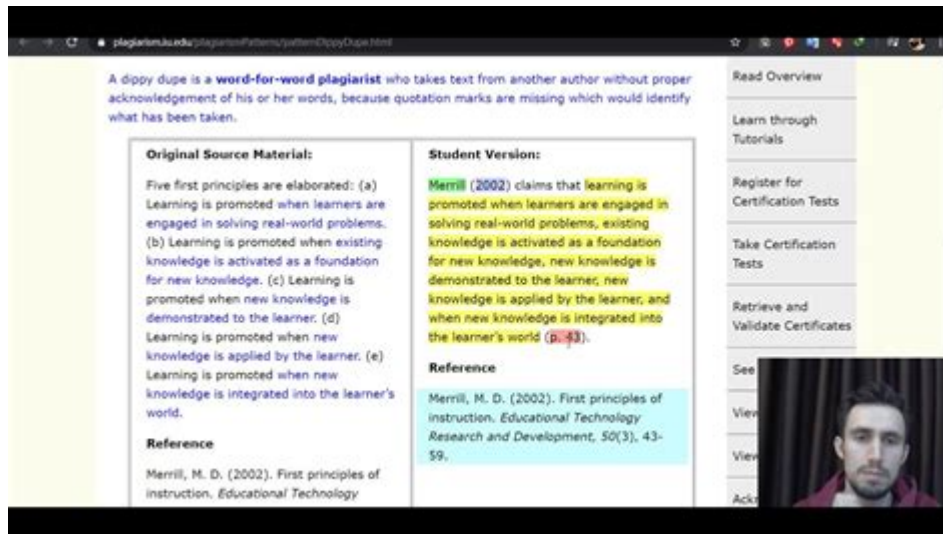 plagiarism.iu.edu/plagiarismPatterns/patternDippyDupe.html
A dippy dupe is a word-for-word plagiarist who takes text from another author without proper
acknowledgement of his or her words, because quotation marks are missing which would identify
what has been taken.
Original Source Material:
Five first principles are elaborated: (a)
Learning is promoted when learners are
engaged in solving real-world problems.
(b) Learning is promoted when existing
knowledge is activated as a foundation
for new knowledge. (c) Learning is
promoted when new knowledge is
demonstrated to the learner. (d)
Learning is promoted when new
knowledge is applied by the learner. (e)
Learning is promoted when new
knowledge is integrated into the learner's
world.
Reference
Merrill, M. D. (2002). First principles of
instruction. Educational Technology
Student Version:
Merrill (2002) claims that learning is
promoted when learners are engaged in
solving real-world problems, existing
knowledge is activated as a foundation
for new knowledge, new knowledge is
demonstrated to the learner, new
knowledge is applied by the learner, and
when new knowledge is integrated into
the learner's world (p. 43).
Reference
Merrill, M. D. (2002). First principles of
instruction. Educational Technology
Research and Development, 50(3), 43-
59.
Read Overview
Learn through
Tutorials
Register for
Certification Tests
Take Certification
Tests
Retrieve and
Validate Certificates
See
View
View
Ackn